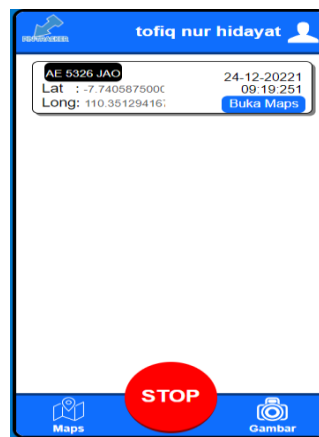 tofiq nur hidayat
AE 5326 JAO
24-12-20221
Lat : -7.740587500
09:19:251
Long: 110.35129416
Buka Maps
STOP
Maps
Gambar